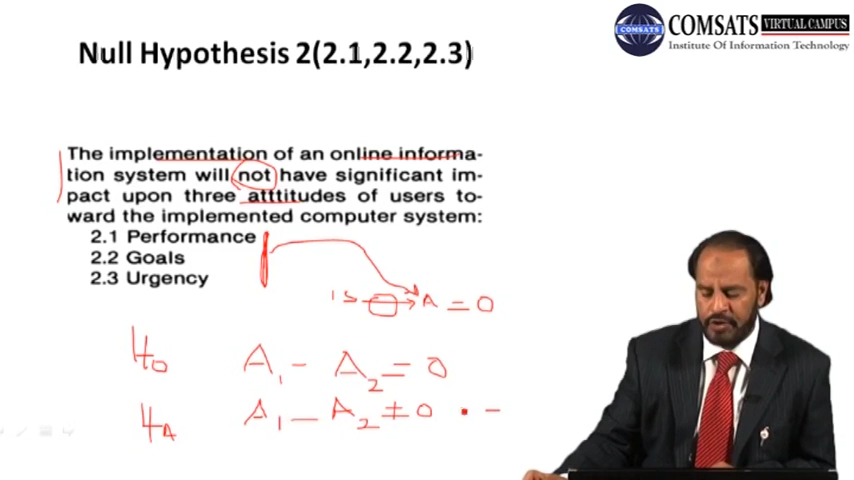 COMSATS VIRTUAL CAMPUS
COMSATS
Institute Of Information Technology
Null Hypothesis 2(2.1,2.2,2.3)
The implementation of an online informa-
tion system will not have significant im-
pact upon three atttitudes of users to-
ward the implemented computer system:
2.1 Performance
2.2 Goals
2.3 Urgency
IS → A = 0
H0 A1 - A2 = 0
HA A1 - A2 ≠ 0